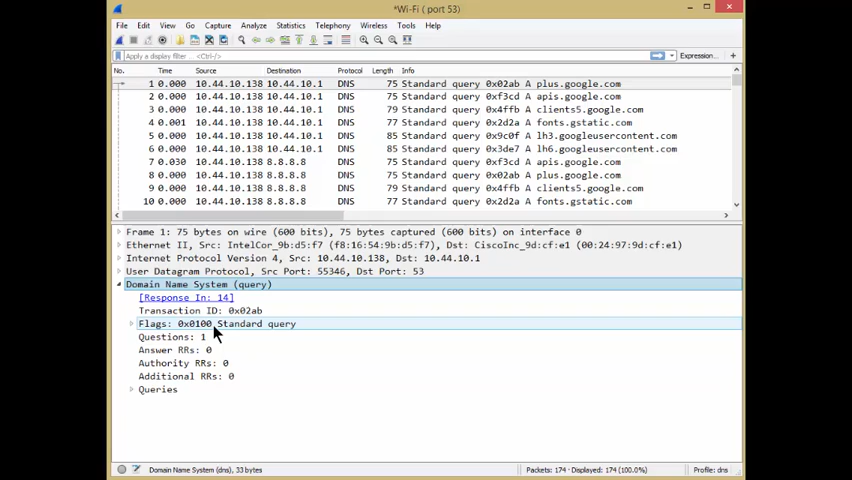 *Wi-Fi ( port 53)
File Edit View Go Capture Analyze Statistics Telephony Wireless Tools Help
Apply a display filter ... <Ctrl-/> Expression... +
No. Time Source Destination Protocol Length Info
1 0.000 10.44.10.138 10.44.10.1 DNS 75 Standard query 0x02ab A plus.google.com
2 0.000 10.44.10.138 10.44.10.1 DNS 75 Standard query 0xf3cd A apis.google.com
3 0.000 10.44.10.138 10.44.10.1 DNS 79 Standard query 0x4ffb A clients5.google.com
4 0.001 10.44.10.138 10.44.10.1 DNS 77 Standard query 0x2d2a A fonts.gstatic.com
5 0.000 10.44.10.138 10.44.10.1 DNS 85 Standard query 0x9c0f A lh3.googleusercontent.com
6 0.000 10.44.10.138 10.44.10.1 DNS 85 Standard query 0x3de7 A lh6.googleusercontent.com
7 0.030 10.44.10.138 8.8.8.8 DNS 75 Standard query 0xf3cd A apis.google.com
8 0.000 10.44.10.138 8.8.8.8 DNS 75 Standard query 0x02ab A plus.google.com
9 0.000 10.44.10.138 8.8.8.8 DNS 79 Standard query 0x4ffb A clients5.google.com
10 0.000 10.44.10.138 8.8.8.8 DNS 77 Standard query 0x2d2a A fonts.gstatic.com
Frame 1: 75 bytes on wire (600 bits), 75 bytes captured (600 bits) on interface 0
Ethernet II, Src: IntelCor_9b:d5:f7 (f8:16:54:9b:d5:f7), Dst: CiscoInc_9d:cf:e1 (00:24:97:9d:cf:e1)
Internet Protocol Version 4, Src: 10.44.10.138, Dst: 10.44.10.1
User Datagram Protocol, Src Port: 55346, Dst Port: 53
Domain Name System (query)
[Response In: 14]
Transaction ID: 0x02ab
Flags: 0x0100 Standard query
Questions: 1
Answer RRs: 0
Authority RRs: 0
Additional RRs: 0
Queries
Domain Name System (dns), 33 bytes Packets: 174 · Displayed: 174 (100.0%) Profile: dns